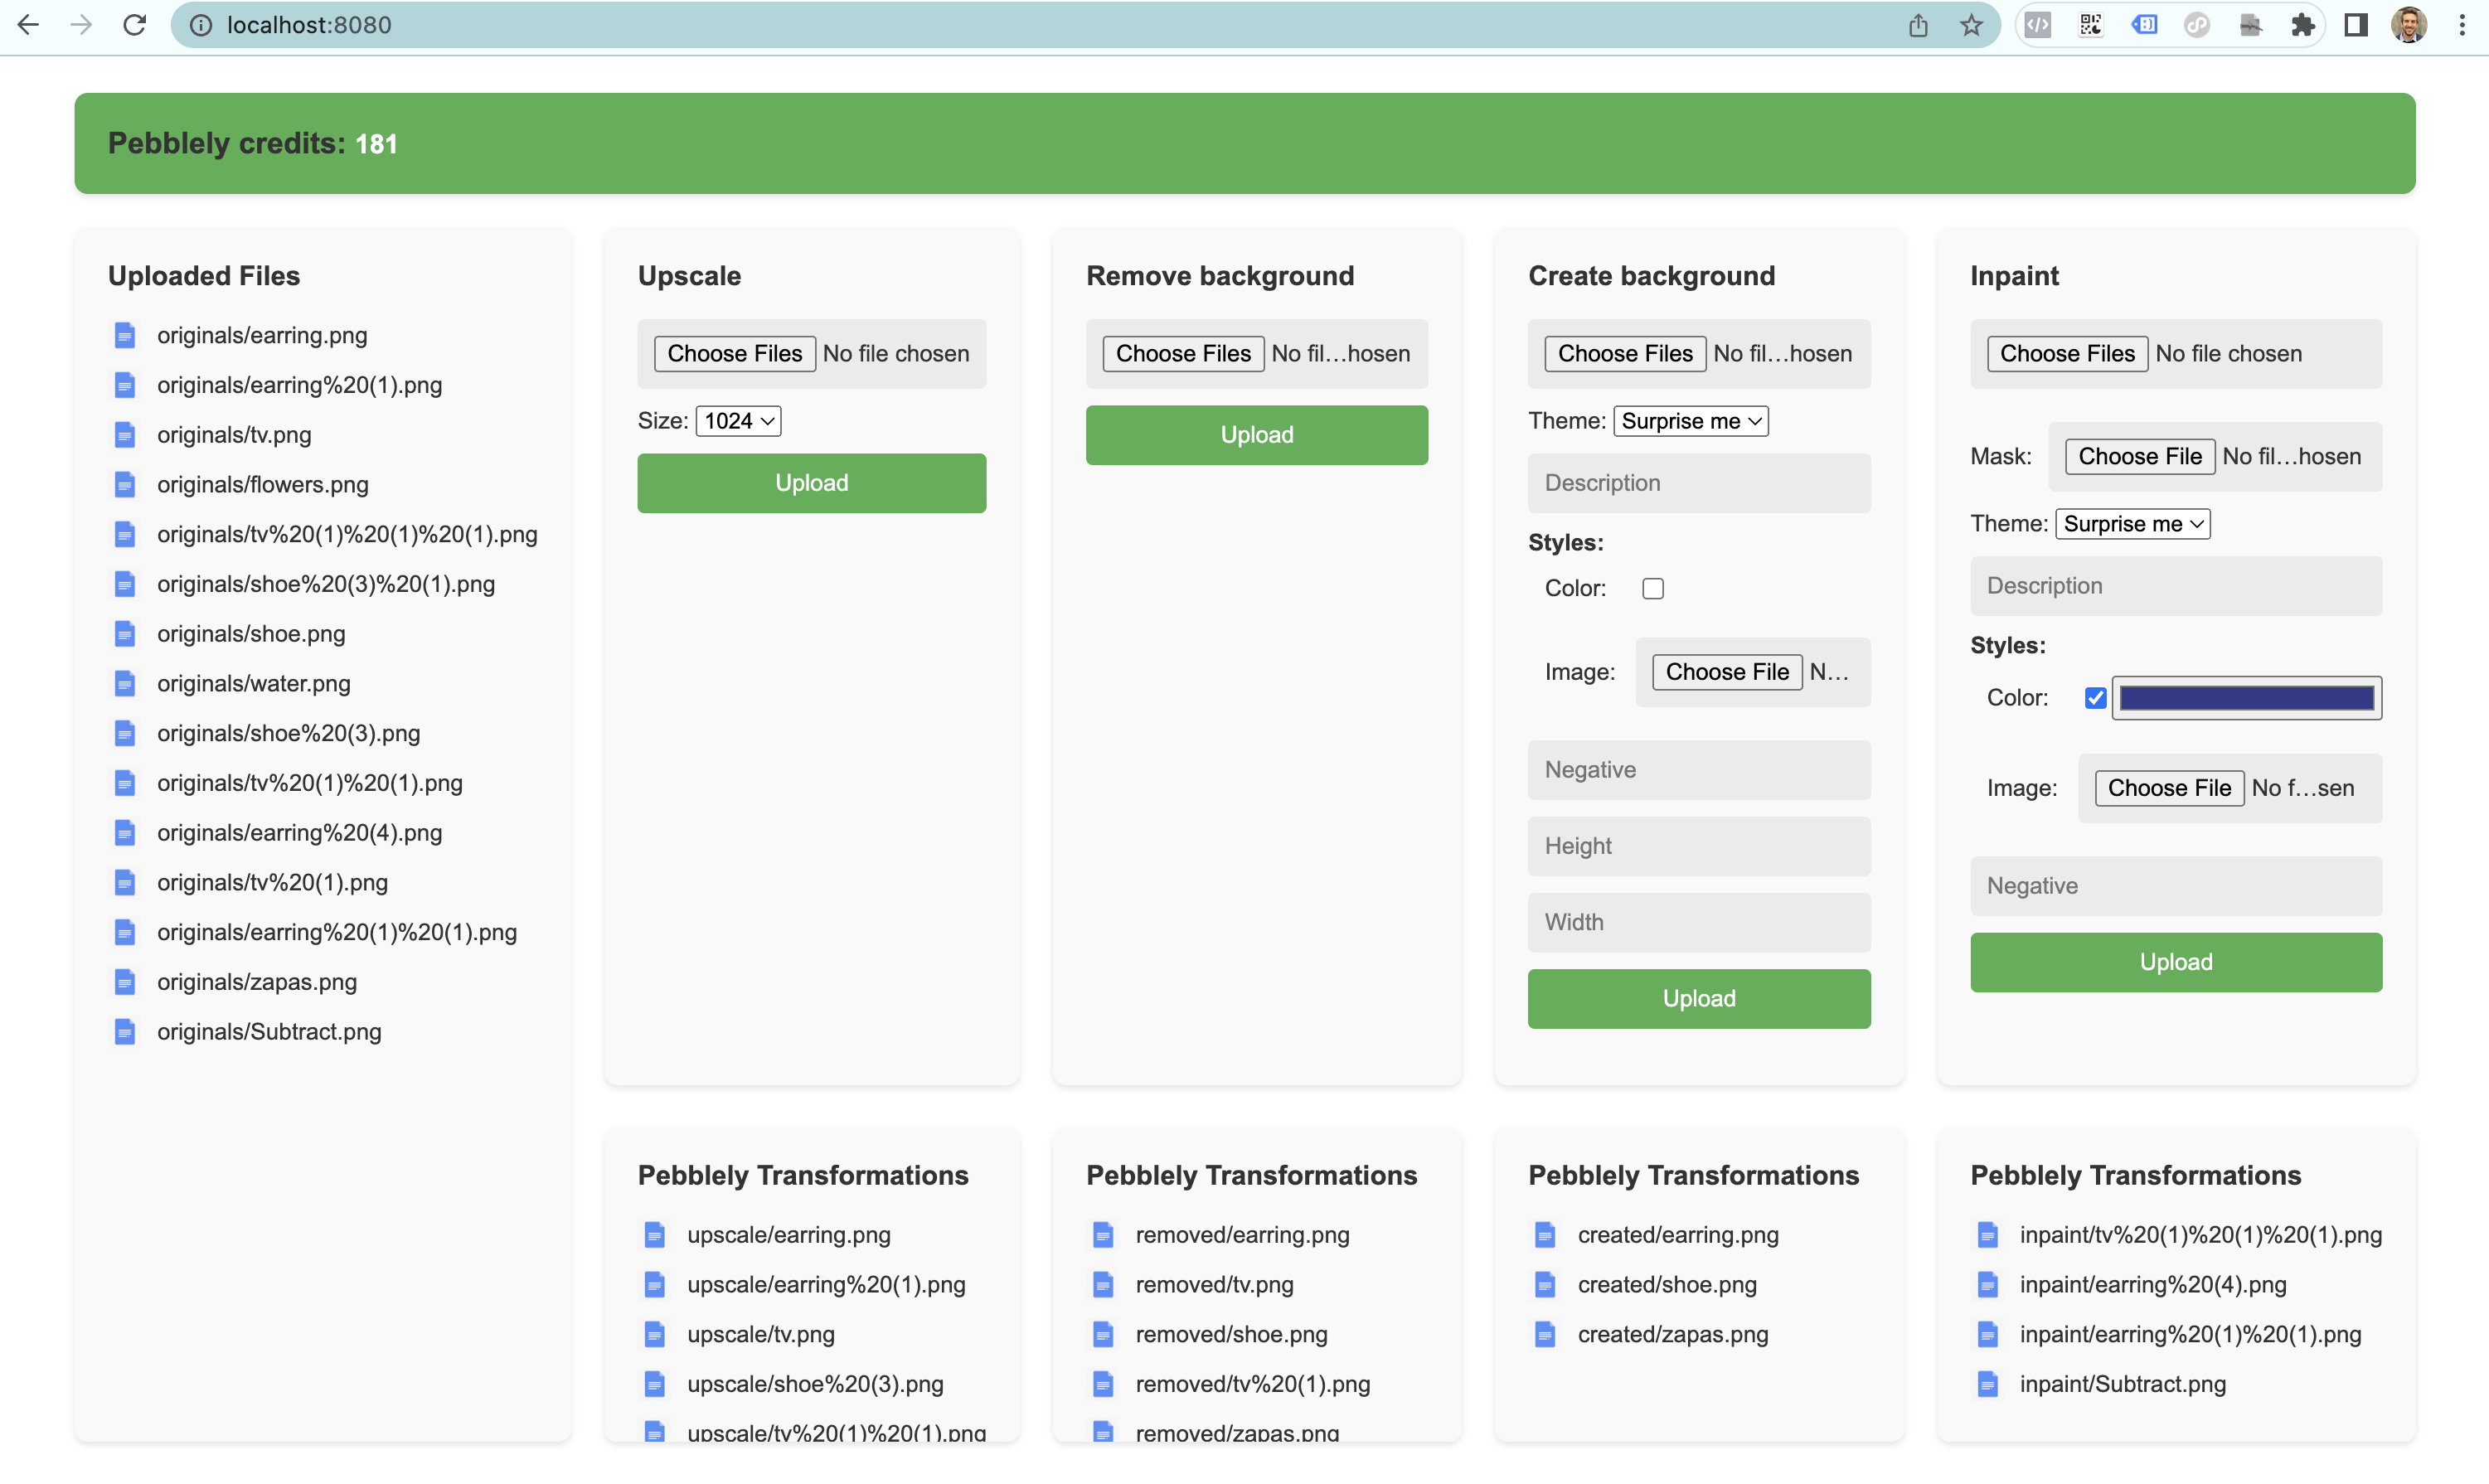 localhost:8080
Pebblely credits: 181
Uploaded Files
originals/earring.png
originals/earring%20(1).png
originals/tv.png
originals/flowers.png
originals/tv%20(1)%20(1)%20(1).png
originals/shoe%20(3)%20(1).png
originals/shoe.png
originals/water.png
originals/shoe%20(3).png
originals/tv%20(1)%20(1).png
originals/earring%20(4).png
originals/tv%20(1).png
originals/earring%20(1)%20(1).png
originals/zapas.png
originals/Subtract.png
Upscale
Choose Files No file chosen
Size: 1024
Upload
Remove background
Choose Files No fil...hosen
Upload
Create background
Choose Files No fil...hosen
Theme: Surprise me
Description
Styles:
Color:
Image: Choose File N...
Negative
Height
Width
Upload
Inpaint
Choose Files No file chosen
Mask: Choose File No fil...hosen
Theme: Surprise me
Description
Styles:
Color:
Image: Choose File No f...sen
Negative
Upload
Pebblely Transformations
upscale/earring.png
upscale/earring%20(1).png
upscale/tv.png
upscale/shoe%20(3).png
upscale/tv%20(1)%20(1).png
Pebblely Transformations
removed/earring.png
removed/tv.png
removed/shoe.png
removed/tv%20(1).png
removed/zapas.png
Pebblely Transformations
created/earring.png
created/shoe.png
created/zapas.png
Pebblely Transformations
inpaint/tv%20(1)%20(1)%20(1).png
inpaint/earring%20(4).png
inpaint/earring%20(1)%20(1).png
inpaint/Subtract.png